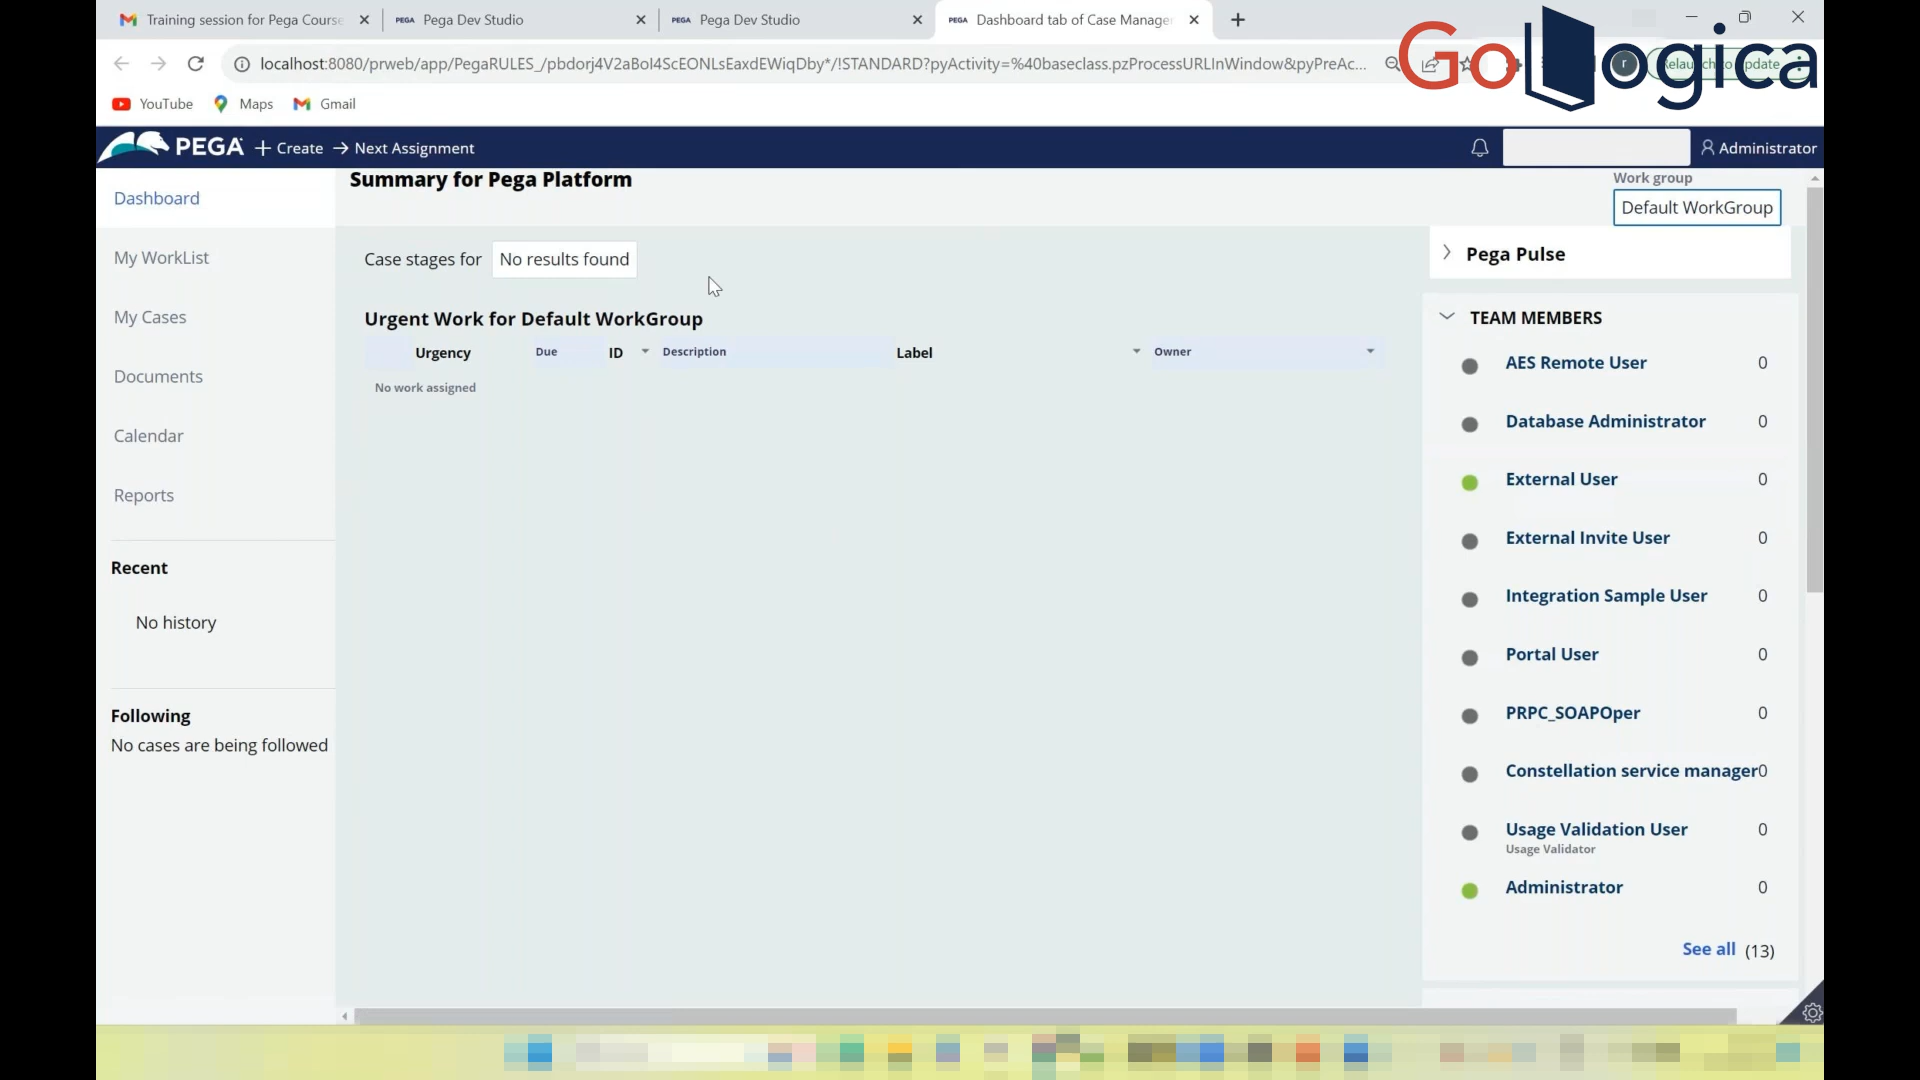 Training session for Pega Course
Pega Dev Studio
Pega Dev Studio
Dashboard tab of Case Manage
localhost:8080/prweb/app/PegaRULES_/pbdorj4V2aBoI4ScEONLsEaxdEWiqDby*/!STANDARD?pyActivity=%40baseclass.pzProcessURLInWindow&pyPreAc...
GoLogica
YouTube
Maps
Gmail
PEGA
Create
Next Assignment
Administrator
Dashboard
My WorkList
My Cases
Documents
Calendar
Reports
Recent
No history
Following
No cases are being followed
Summary for Pega Platform
Work group
Default WorkGroup
Case stages for No results found
Urgent Work for Default WorkGroup
Urgency Due ID Description Label Owner
No work assigned
Pega Pulse
TEAM MEMBERS
AES Remote User 0
Database Administrator 0
External User 0
External Invite User 0
Integration Sample User 0
Portal User 0
PRPC_SOAPOper 0
Constellation service manager 0
Usage Validation User 0
Usage Validator
Administrator 0
See all (13)